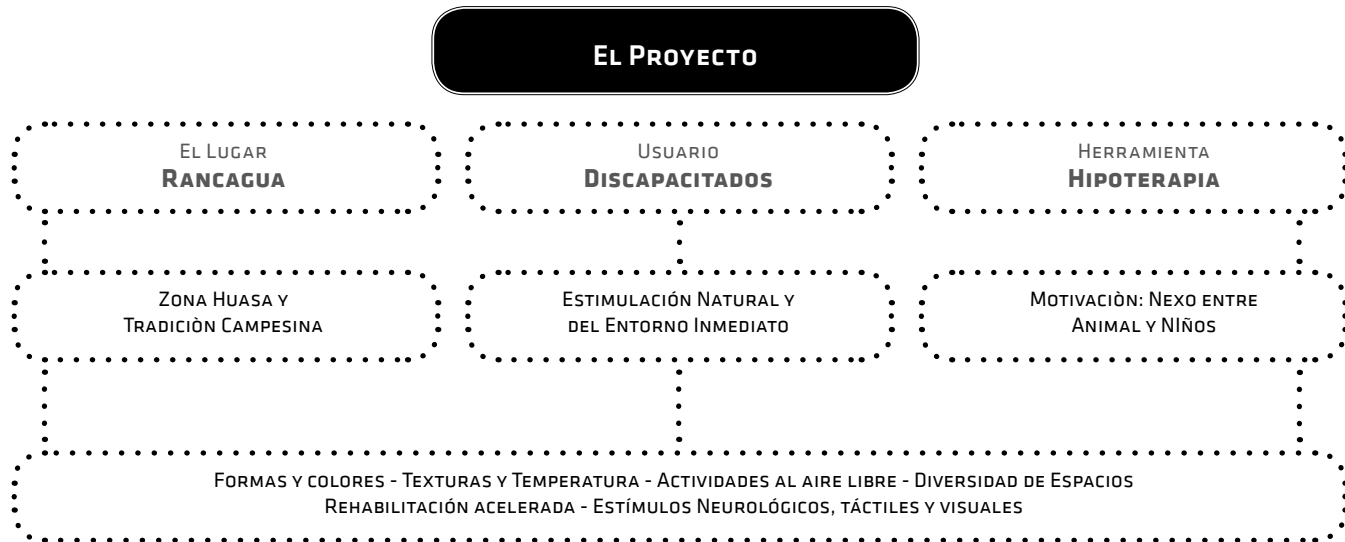 El Proyecto
El Lugar
Rancagua
Usuario
Discapacitados
Herramienta
Hipoterapia
Zona Huasa y
Tradiciòn Campesina
Estimulaciòn Natural y
del Entorno Inmediato
Motivaciòn: Nexo entre
Animal y NIños
Formas y colores - Texturas y Temperatura - Actividades al aire libre - Diversidad de Espacios
Rehabilitación acelerada - Estímulos Neurológicos, táctiles y visuales